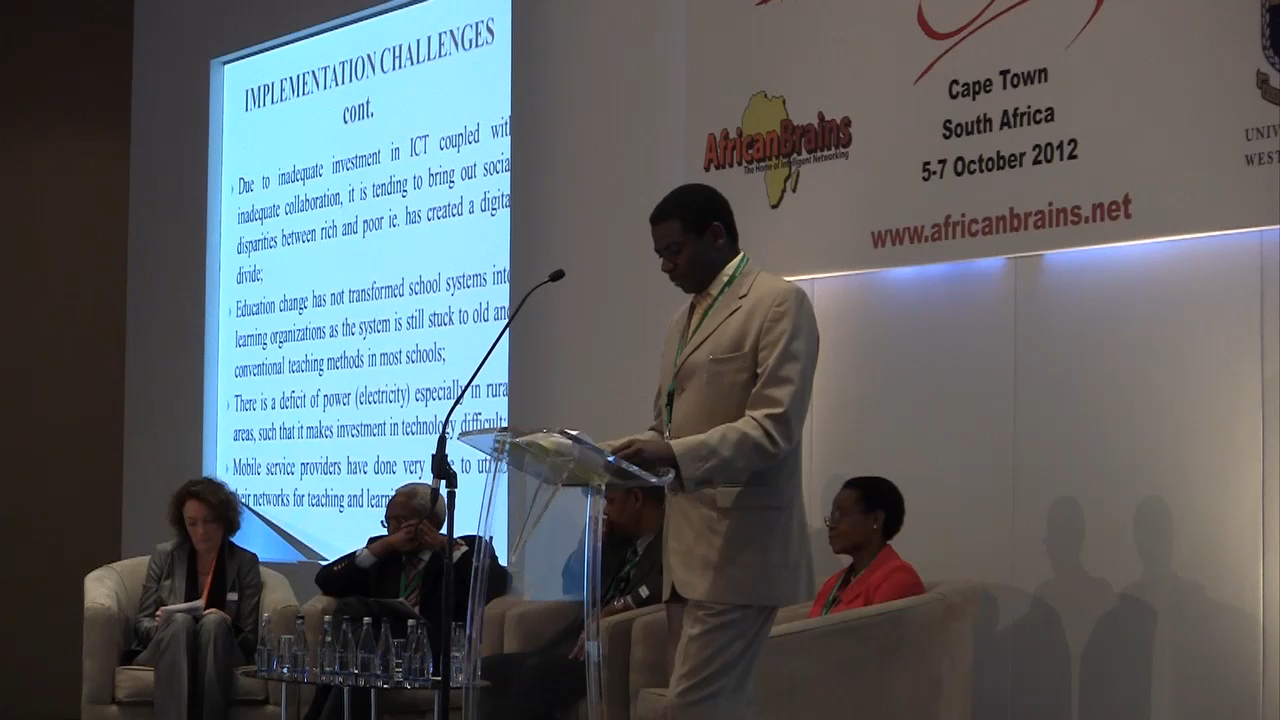 IMPLEMENTATION CHALLENGES
cont.
Due to inadequate investment in ICT coupled with
inadequate collaboration, it is tending to bring out socia
disparities between rich and poor ie. has created a digita
divide;
Education change has not transformed school systems into
learning organizations as the system is still stuck to old and
conventional teaching methods in most schools;
There is a deficit of power (electricity) especially in rura
areas, such that it makes investment in technology difficult;
Mobile service providers have done very to
networks for teaching and
AfricanBrains
The Home of Intelligent Networking
Cape Town
South Africa
5-7 October 2012
www.africanbrains.net
UNIV
WEST